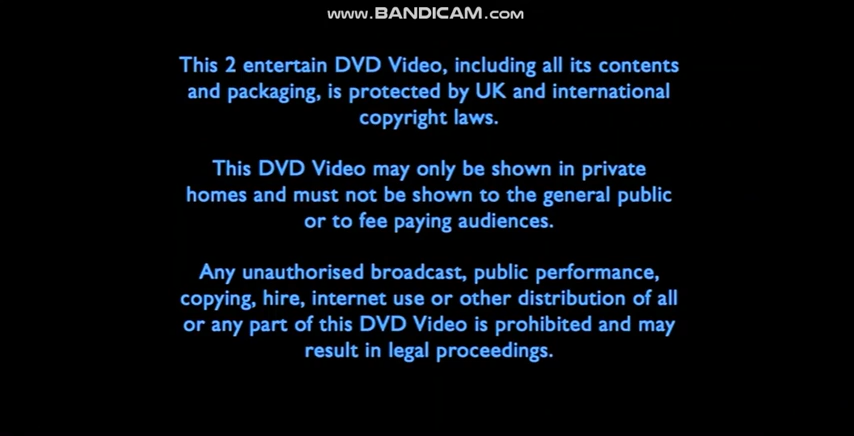 www.BANDICAM.com
This 2 entertain DVD Video, including all its contents
and packaging, is protected by UK and international
copyright laws.
This DVD Video may only be shown in private
homes and must not be shown to the general public
or to fee paying audiences.
Any unauthorised broadcast, public performance,
copying, hire, internet use or other distribution of all
or any part of this DVD Video is prohibited and may
result in legal proceedings.